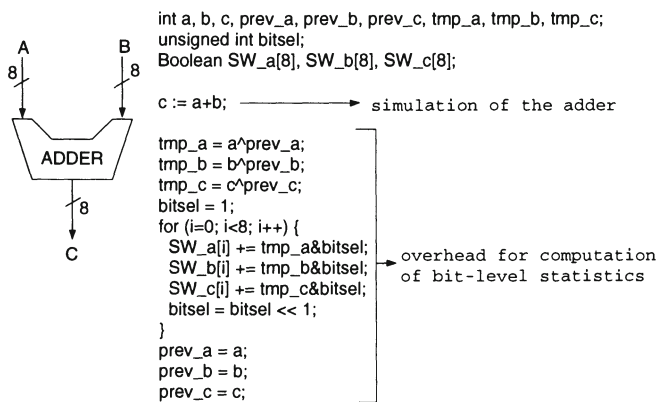 int a, b, c, prev_a, prev_b, prev_c, tmp_a, tmp_b, tmp_c;
unsigned int bitsel;
Boolean SW_a[8], SW_b[8], SW_c[8];
A B
8 8
c := a+b; simulation of the adder
ADDER
tmp_a = a^prev_a;
tmp_b = b^prev_b;
tmp_c = c^prev_c;
bitsel = 1;
for (i=0; i<8; i++) {
SW_a[i] += tmp_a&bitsel;
SW_b[i] += tmp_b&bitsel;
SW_c[i] += tmp_c&bitsel;
bitsel = bitsel << 1;
}
prev_a = a;
prev_b = b;
prev_c = c;
8
C
overhead for computation
of bit-level statistics